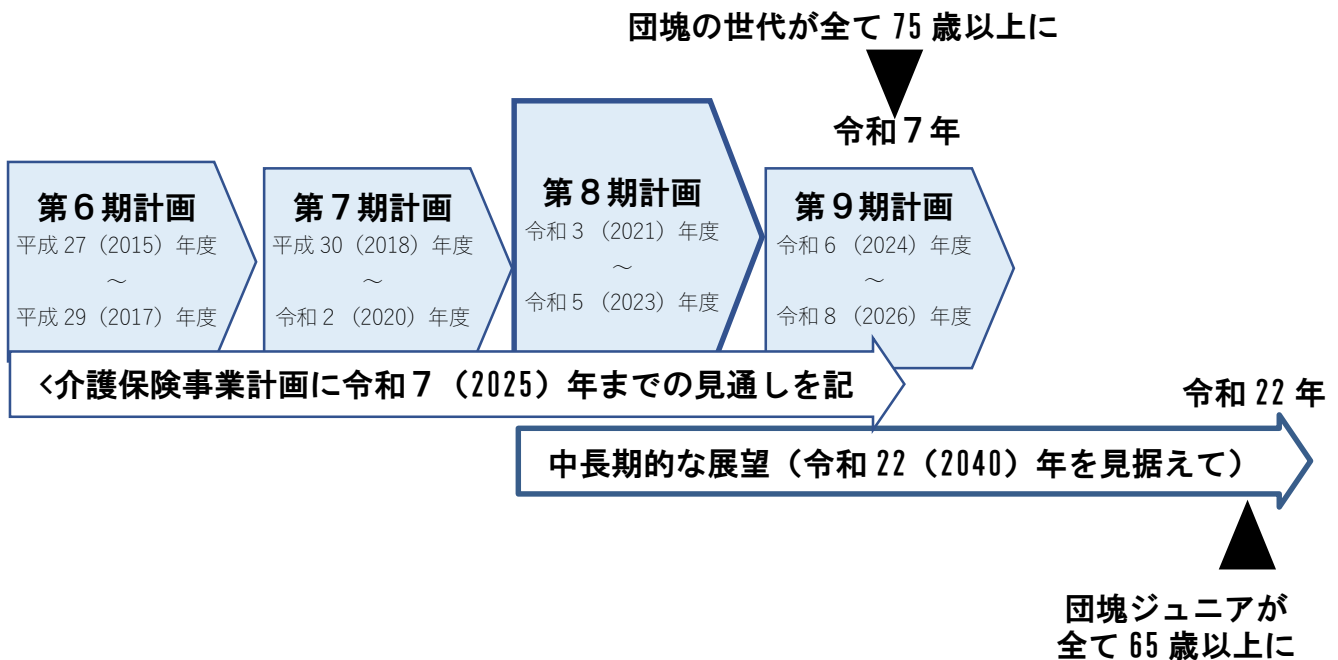 団塊の世代が全て 75 歳以上に
令和７年
第６期計画
平成 27（2015）年度
～
平成 29（2017）年度
第７期計画
平成 30（2018）年度
～
令和２（2020）年度
第８期計画
令和３（2021）年度
～
令和５（2023）年度
第９期計画
令和６（2024）年度
～
令和８（2026）年度
<介護保険事業計画に令和７（2025）年までの見通しを記
令和 22 年
中長期的な展望（令和 22（2040）年を見据えて）
団塊ジュニアが
全て 65 歳以上に